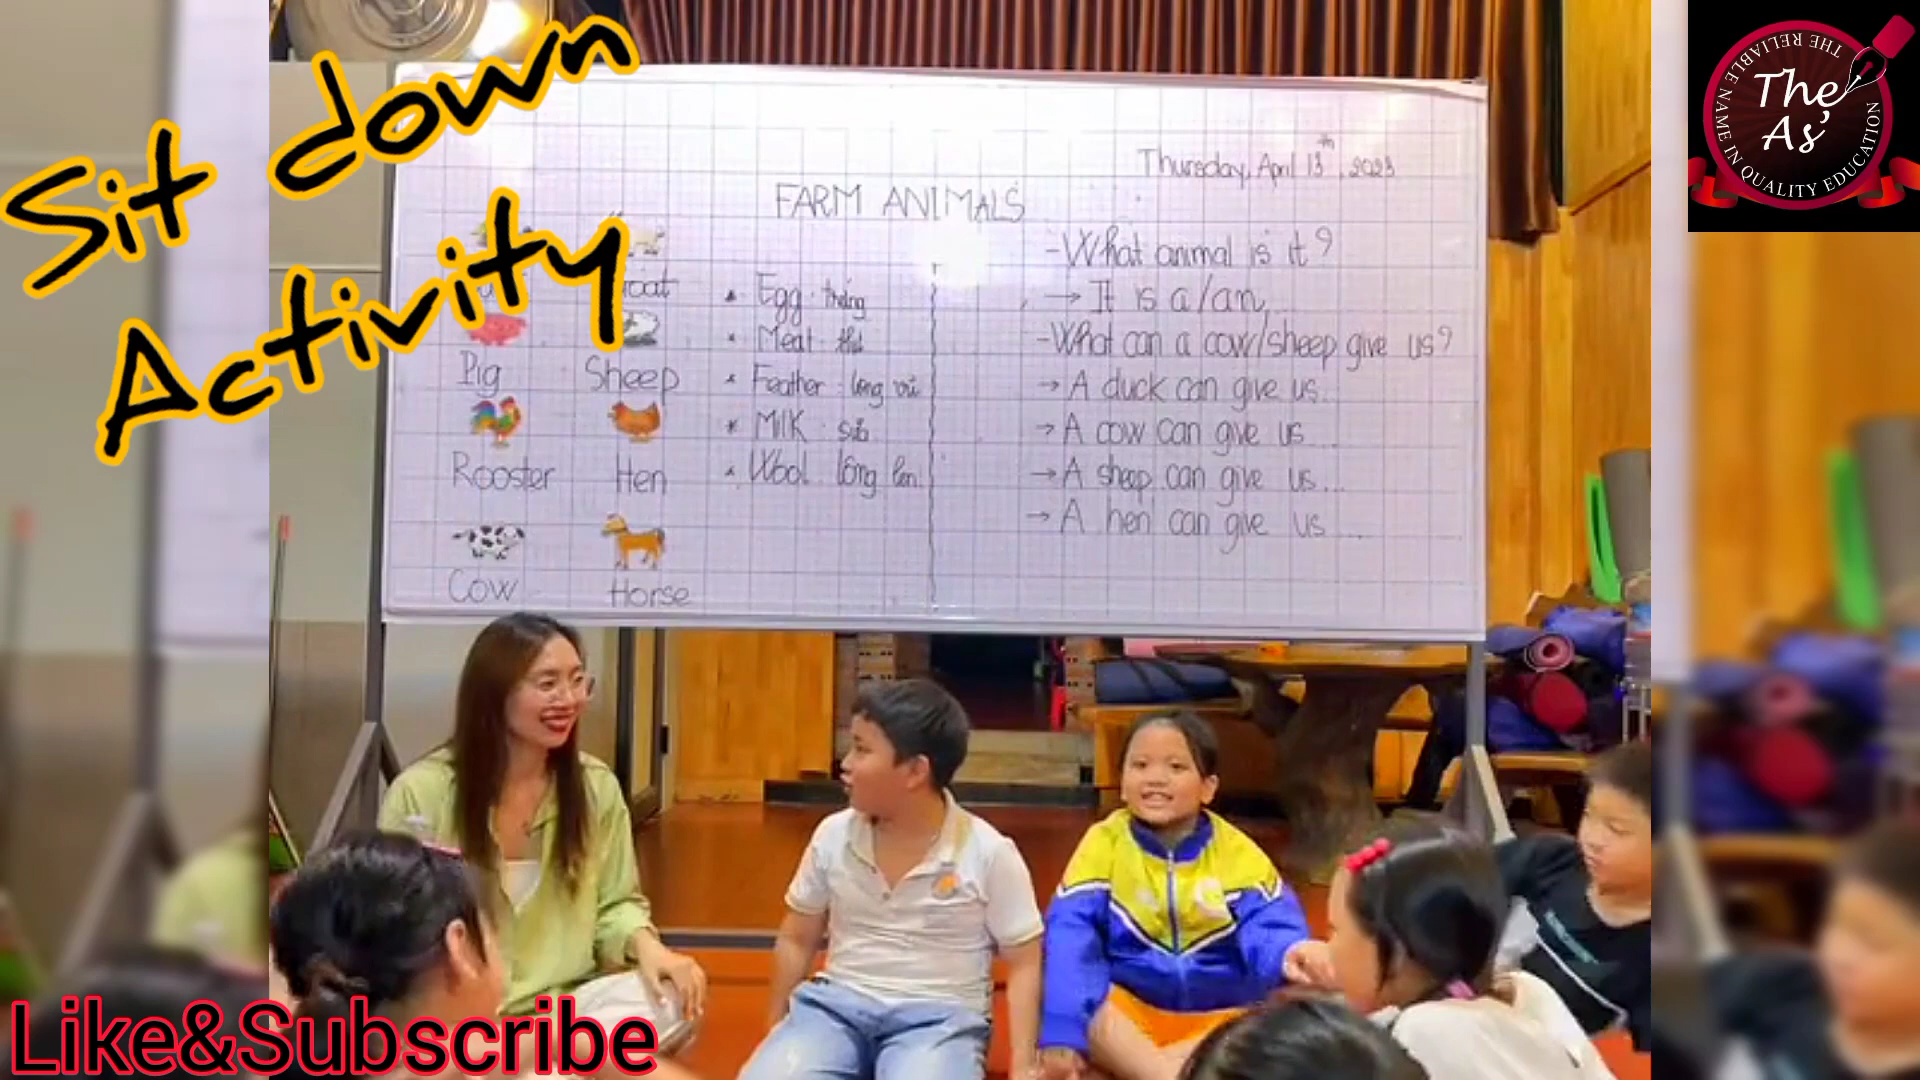 Sit down
Activity
THE RELIABLE NAME IN QUALITY EDUCATION
The
As'
Thursday, April 13th, 2023
FARM ANIMALS
Pig
Sheep
Rooster
Hen
Cow
Horse
* Egg: trứng
* Meat: thịt
* Feather: lông vũ
* Milk: sữa
* Wool: lông len
- What animal is it?
→ It is a/an
- What can a cow/sheep give us?
→ A duck can give us...
→ A cow can give us...
→ A sheep can give us...
→ A hen can give us...
Like&Subscribe